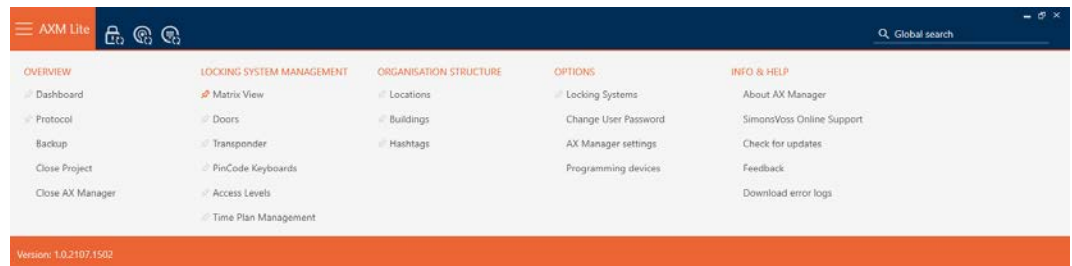 AXM Lite
Global search
OVERVIEW
Dashboard
Protocol
Backup
Close Project
Close AX Manager
LOCKING SYSTEM MANAGEMENT
Matrix View
Doors
Transponder
PinCode Keyboards
Access Levels
Time Plan Management
ORGANISATION STRUCTURE
Locations
Buildings
Hashtags
OPTIONS
Locking Systems
Change User Password
AX Manager settings
Programming devices
INFO & HELP
About AX Manager
SimonsVoss Online Support
Check for updates
Feedback
Download error logs
Version: 1.0.2107.1502